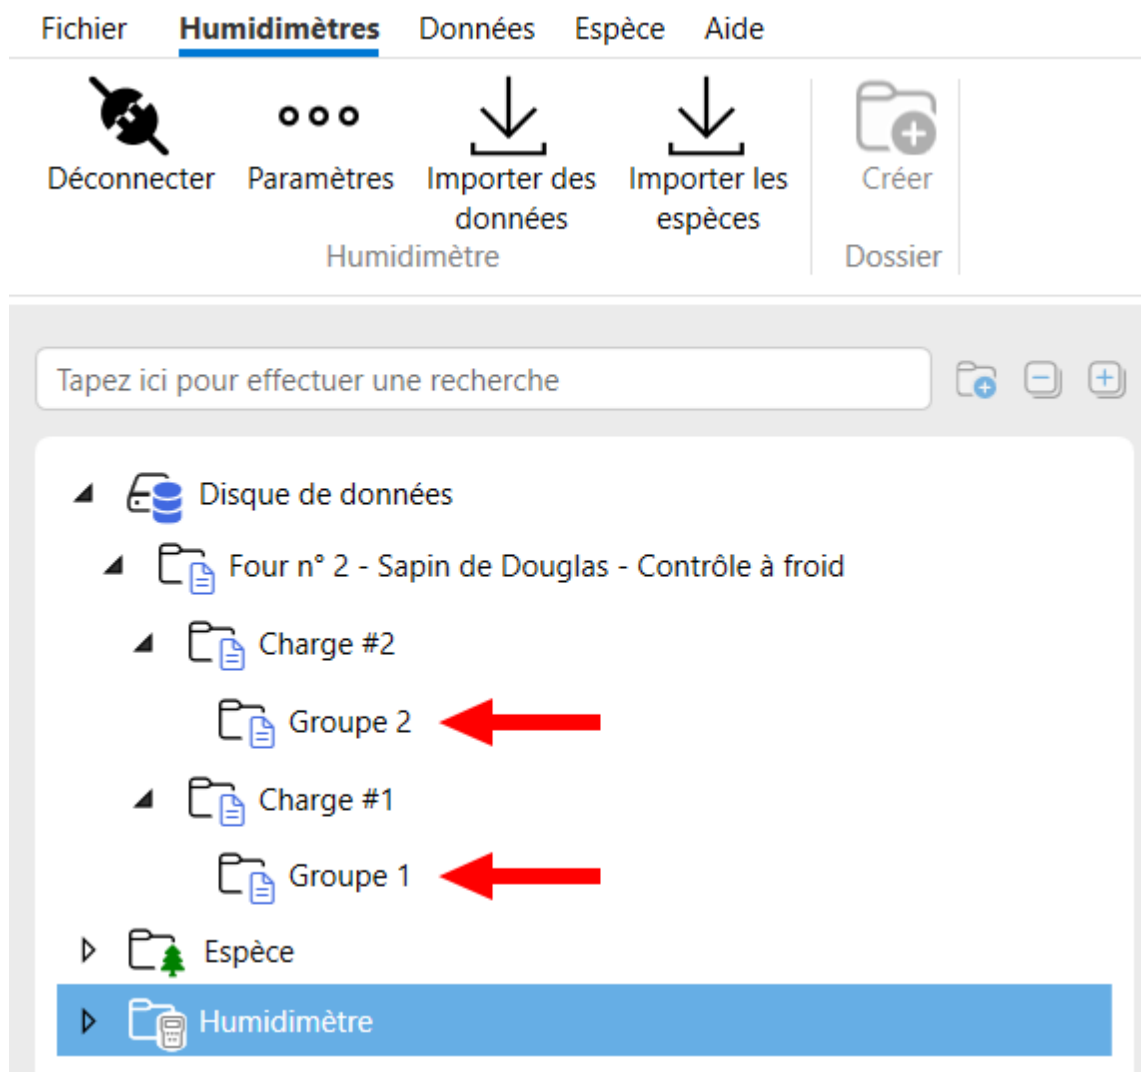 Fichier Humidimètres Données Espèce Aide
Déconnecter Paramètres Importer des Importer les Créer
données espèces
Humidimètre Dossier
Tapez ici pour effectuer une recherche
Disque de données
Four n° 2 - Sapin de Douglas - Contrôle à froid
Charge #2
Groupe 2
Charge #1
Groupe 1
Espèce
Humidimètre